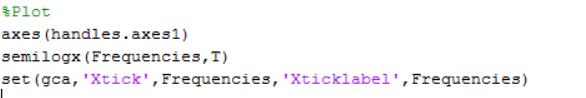 %Plot
axes(handles.axes1)
semilogx(Frequencies,T)
set(gca,'Xtick',Frequencies,'Xticklabel',Frequencies)